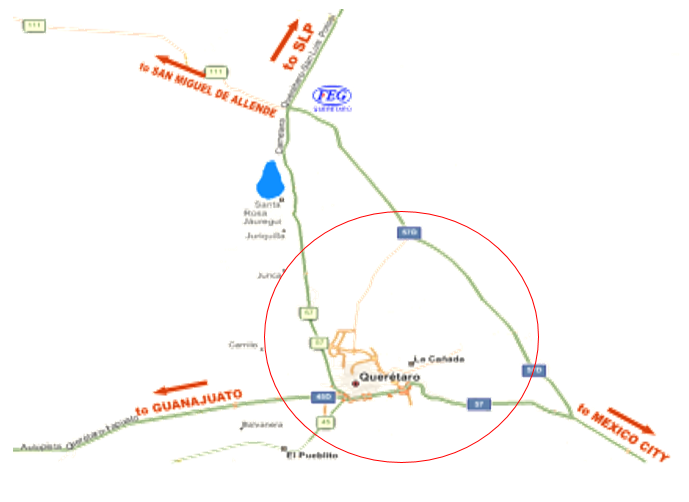 111
to SLP
Carretera Querétaro-San Luis Potosí
111
to SAN MIGUEL DE ALLENDE
FEG
QUERETARO
Santa
Rosa
Jáuregui
Juriquilla
57D
Jurica
57
57
Carrillo
La Cañada
57D
Querétaro
to GUANAJUATO
45D
57
to MEXICO CITY
45
Balvanera
Autopista Querétaro-Irapuato
El Pueblito